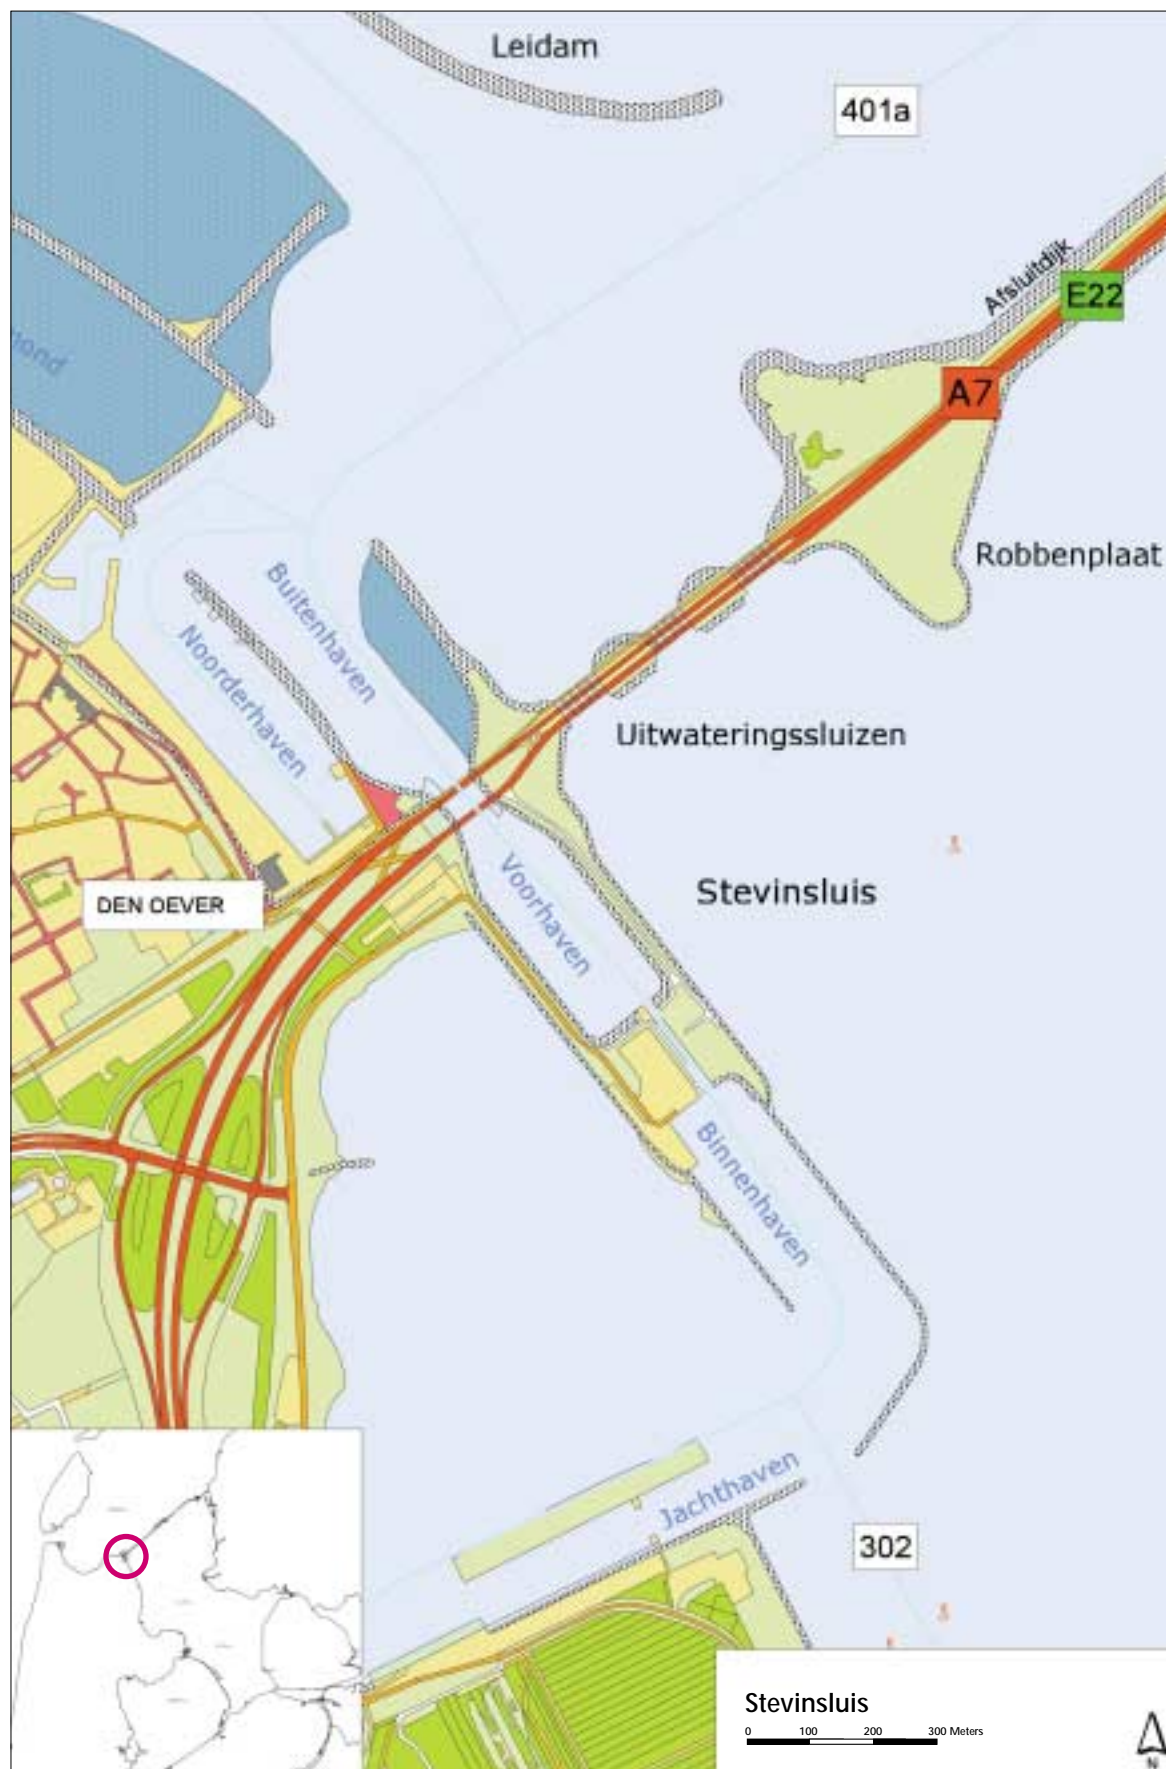 Leidam
401a
Afsluitdijk
E22
A7
mond
Robbenplaat
Buitenhaven
Noorderhaven
Uitwateringssluizen
Voorhaven
Stevinsluis
DEN OEVER
Binnenhaven
Jachthaven
302
Stevinsluis
0 100 200 300 Meters
N